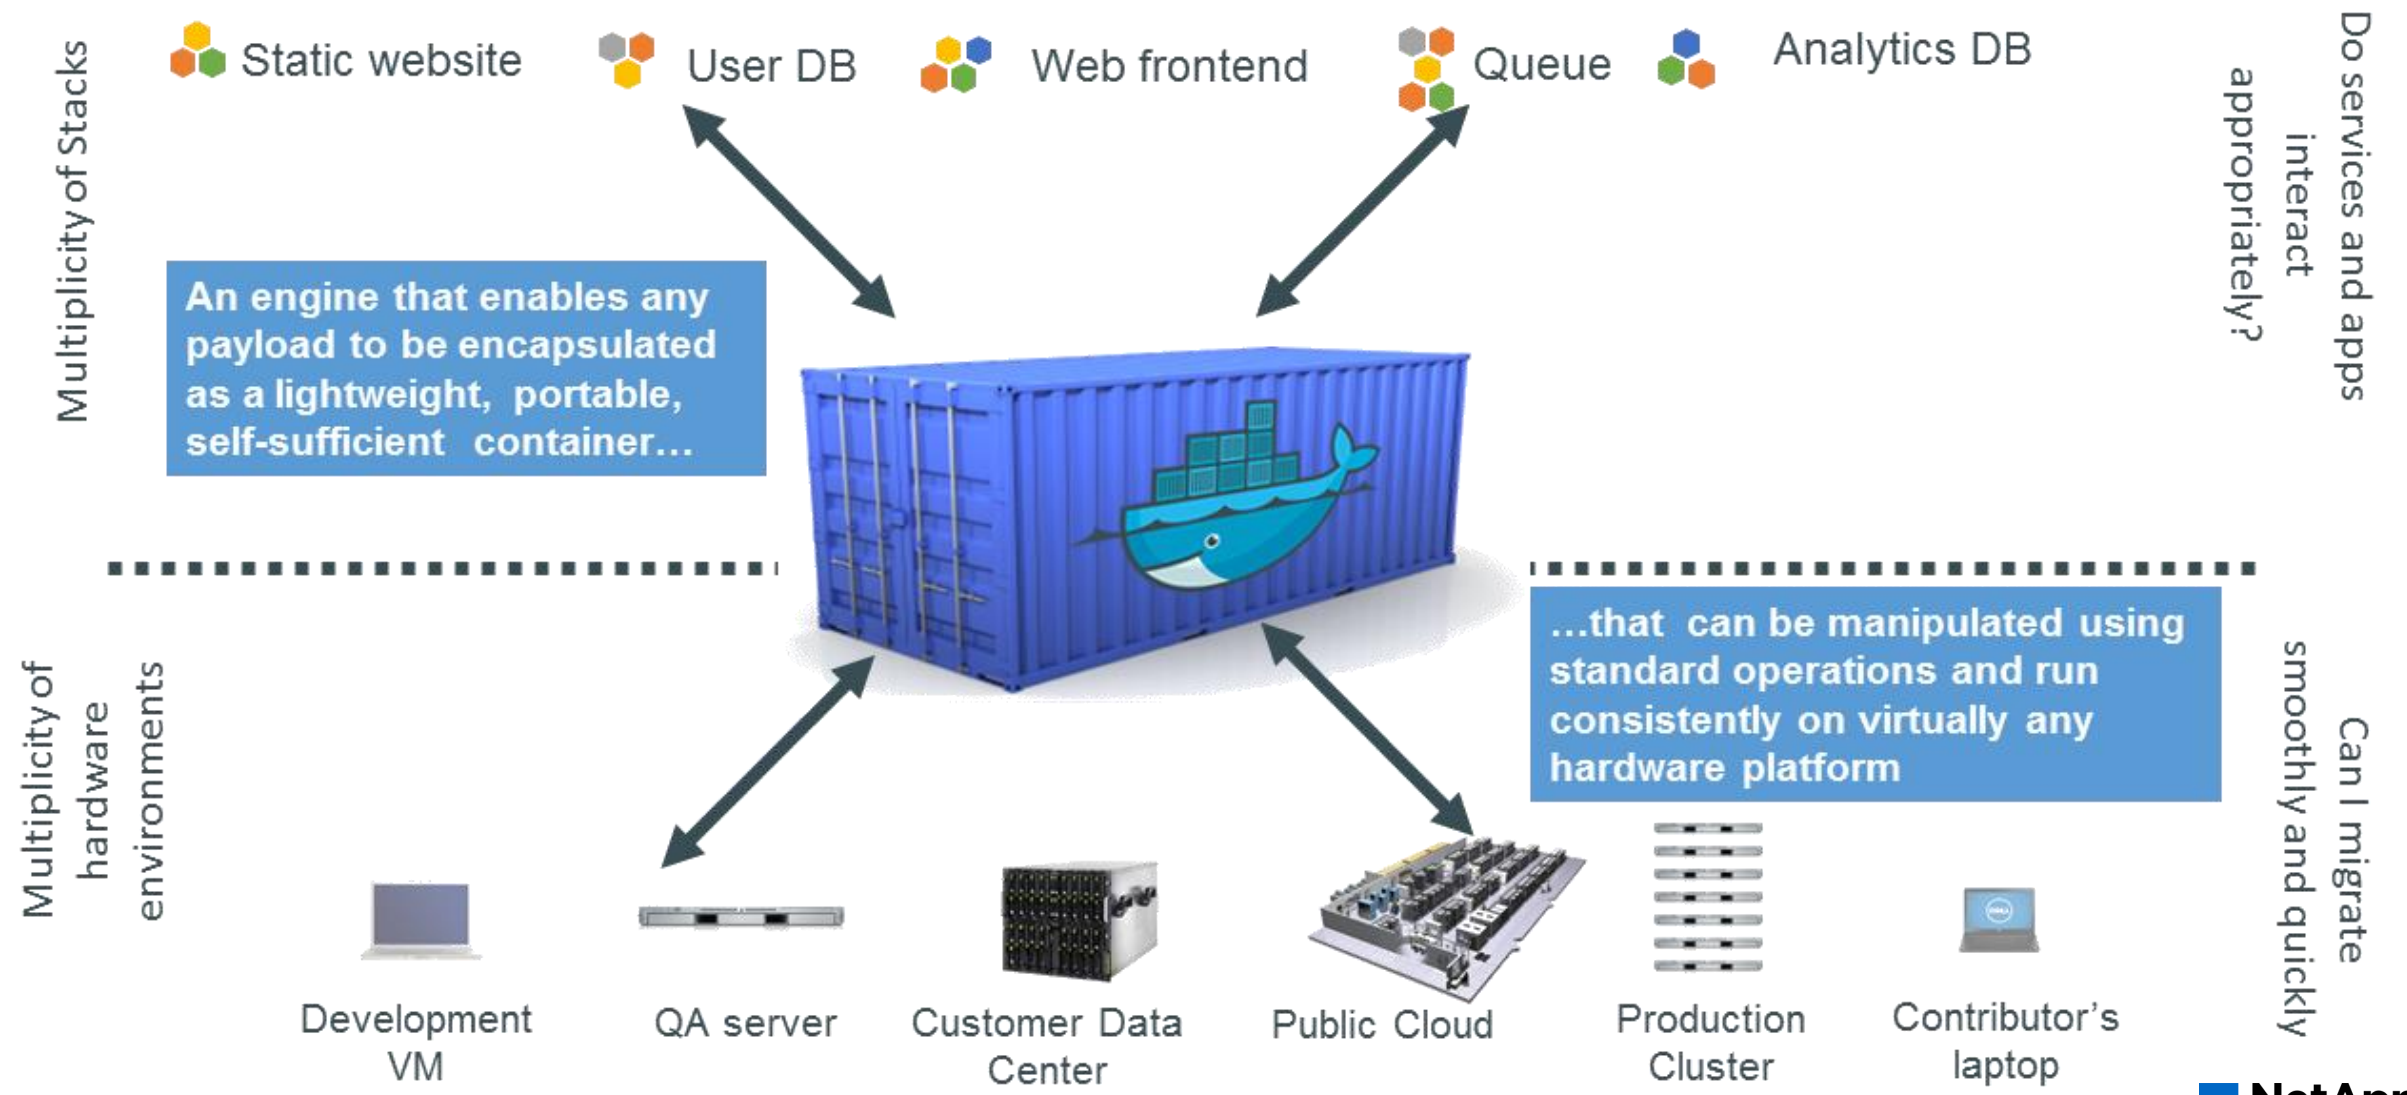 Static website
User DB
Web frontend
Queue
Analytics DB
Multiplicity of Stacks
Do services and apps
interact
appropriately?
An engine that enables any
payload to be encapsulated
as a lightweight, portable,
self-sufficient container...
...that can be manipulated using
standard operations and run
consistently on virtually any
hardware platform
Multiplicity of
hardware
environments
Can I migrate
smoothly and quickly
DELL
Development
VM
QA server
Customer Data
Center
Public Cloud
Production
Cluster
Contributor’s
laptop